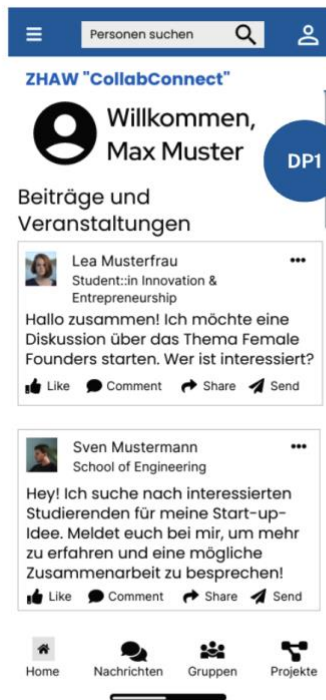 Personen suchen
ZHAW "CollabConnect"
Willkommen,
Max Muster
DP1
Beiträge und
Veranstaltungen
Lea Musterfrau
Student::in Innovation &
Entrepreneurship
Hallo zusammen! Ich möchte eine
Diskussion über das Thema Female
Founders starten. Wer ist interessiert?
Like Comment Share Send
Sven Mustermann
School of Engineering
Hey! Ich suche nach interessierten
Studierenden für meine Start-up-
Idee. Meldet euch bei mir, um mehr
zu erfahren und eine mögliche
Zusammenarbeit zu besprechen!
Like Comment Share Send
Home Nachrichten Gruppen Projekte